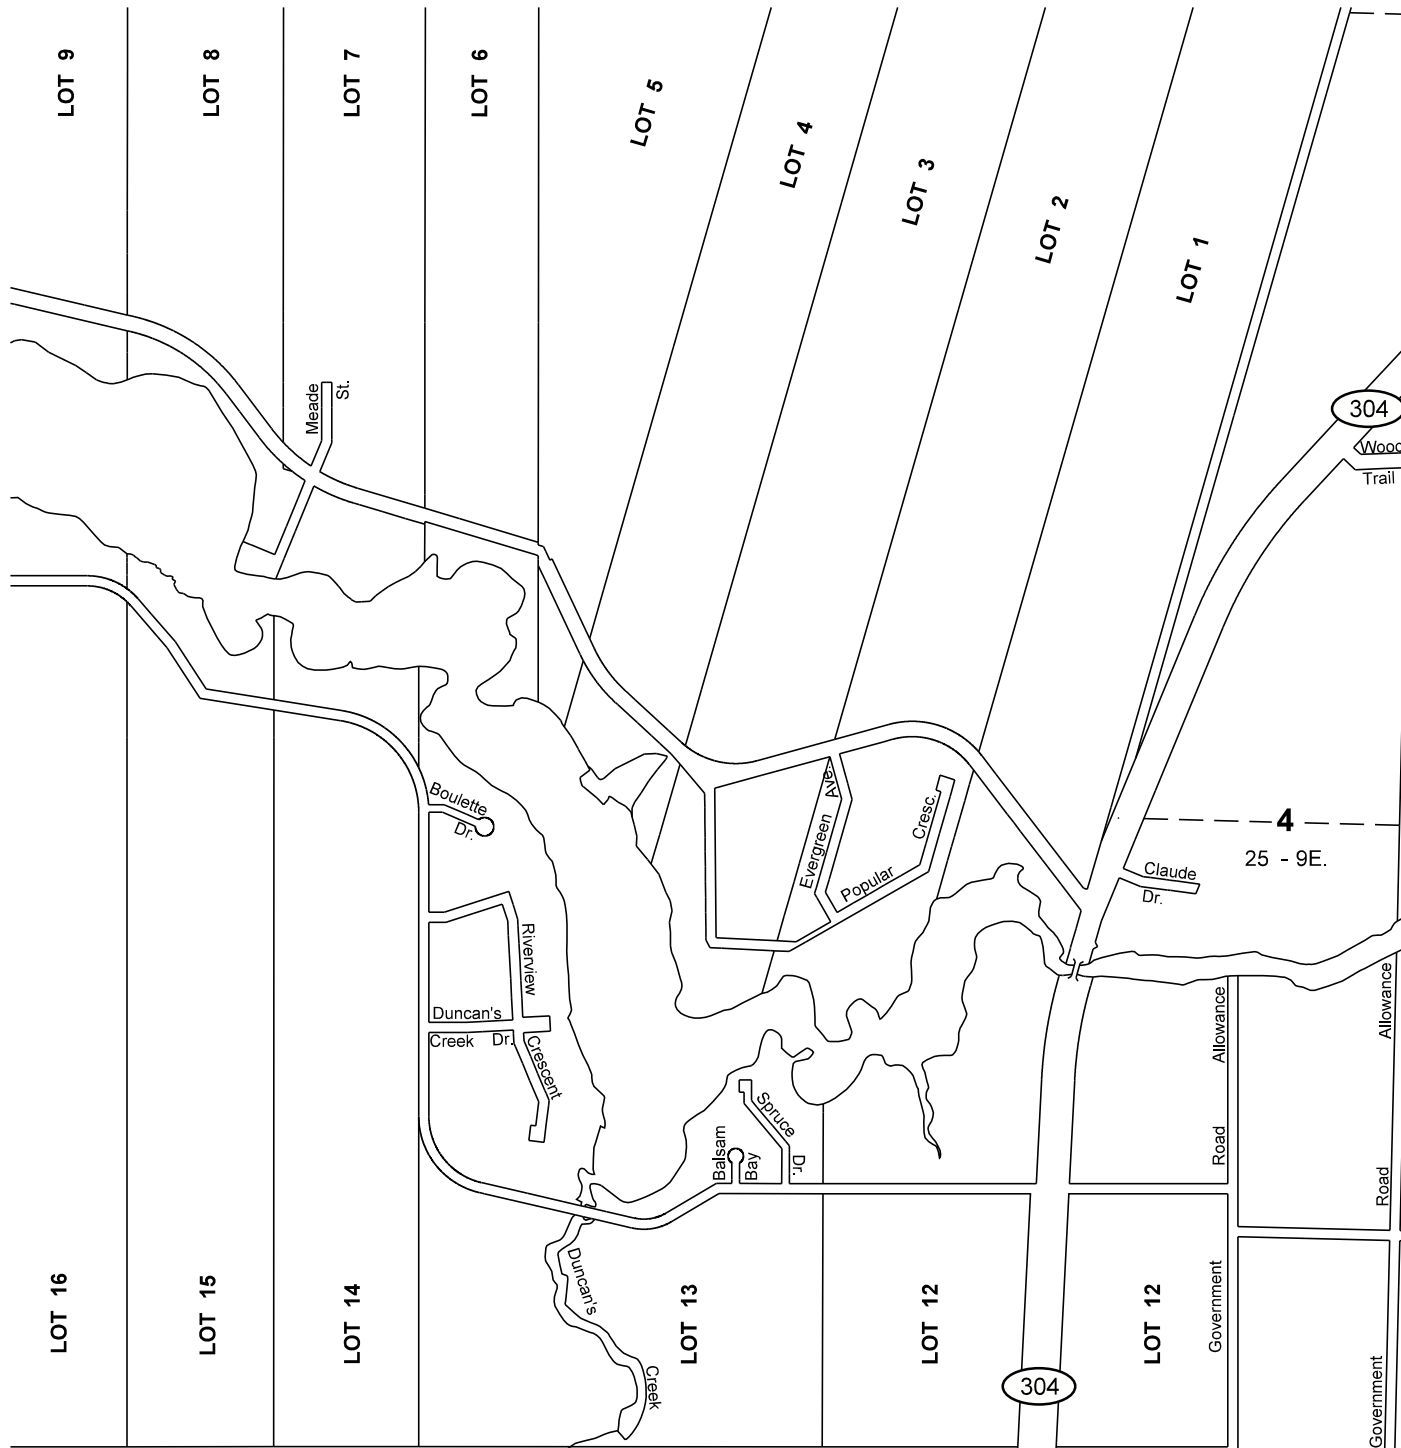 LOT 9
LOT 8
LOT 7
LOT 6
LOT 5
LOT 4
LOT 3
LOT 2
LOT 1
Meade
St.
304
Trail
Boulette
Dr.
Evergreen
Ave.
Popular
Cresc.
4
25 - 9E.
Claude
Dr.
Riverview
Crescent
Duncan's
Creek Dr.
Spruce
Dr.
Balsam
Bay
Duncan's
Creek
Government
Road
Allowance
Government
Road
Allowance
LOT 16
LOT 15
LOT 14
LOT 13
LOT 12
LOT 12
304